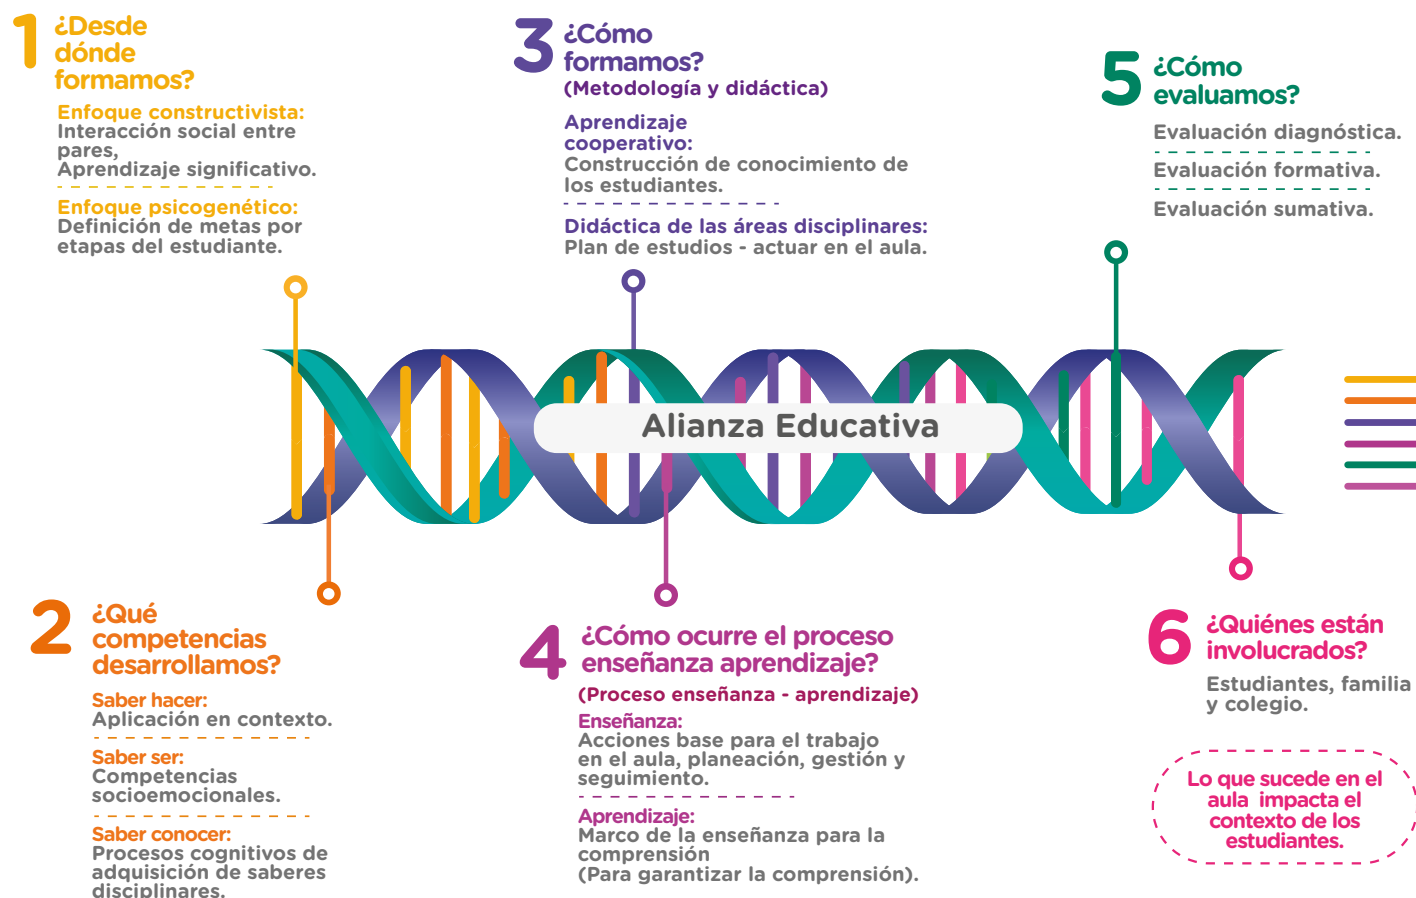 1 ¿Desde
dónde
formamos?
Enfoque constructivista:
Interacción social entre
pares,
Aprendizaje significativo.
Enfoque psicogenético:
Definición de metas por
etapas del estudiante.
3 ¿Cómo
formamos?
(Metodología y didáctica)
Aprendizaje
cooperativo:
Construcción de conocimiento de
los estudiantes.
Didáctica de las áreas disciplinares:
Plan de estudios - actuar en el aula.
5 ¿Cómo
evaluamos?
Evaluación diagnóstica.
Evaluación formativa.
Evaluación sumativa.
Alianza Educativa
2 ¿Qué
competencias
desarrollamos?
Saber hacer:
Aplicación en contexto.
Saber ser:
Competencias
socioemocionales.
Saber conocer:
Procesos cognitivos de
adquisición de saberes
disciplinares.
4 ¿Cómo ocurre el proceso
enseñanza aprendizaje?
(Proceso enseñanza - aprendizaje)
Enseñanza:
Acciones base para el trabajo
en el aula, planeación, gestión y
seguimiento.
Aprendizaje:
Marco de la enseñanza para la
comprensión
(Para garantizar la comprensión).
6 ¿Quiénes están
involucrados?
Estudiantes, familia
y colegio.
Lo que sucede en el
aula impacta el
contexto de los
estudiantes.